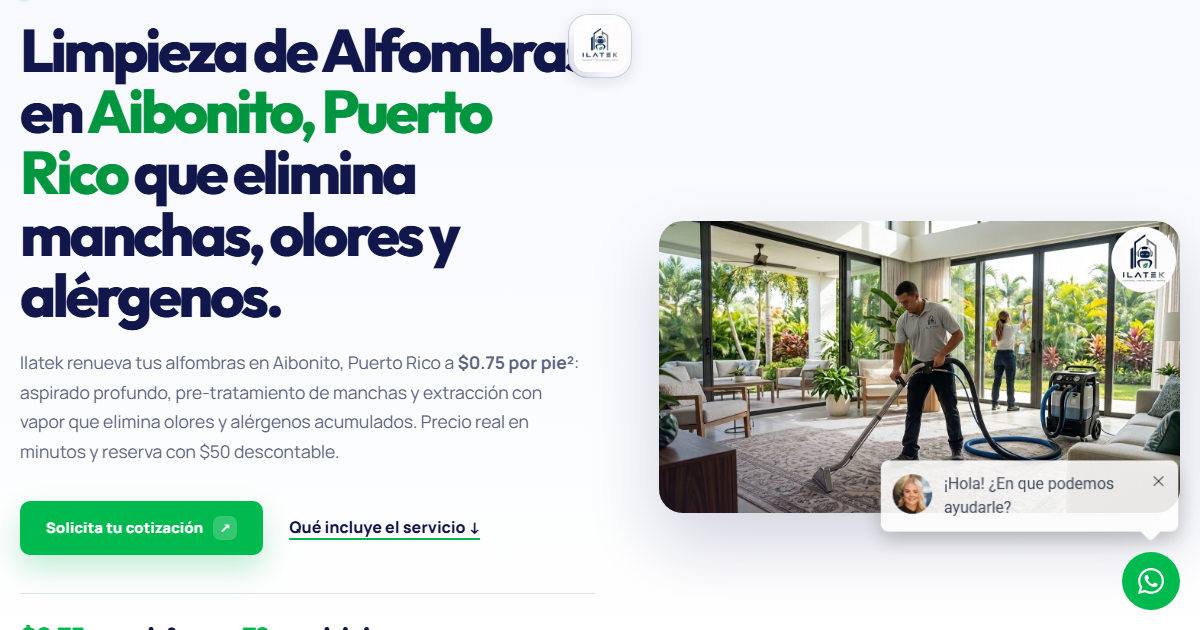 Limpieza de Alfombras
ILATEK
en Aibonito, Puerto
Rico que elimina
manchas, olores y
alérgenos.
ILATEK
Ilatek renueva tus alfombras en Aibonito, Puerto Rico a $0.75 por pie²:
aspirado profundo, pre-tratamiento de manchas y extracción con
vapor que elimina olores y alérgenos acumulados. Precio real en
minutos y reserva con $50 descontable.
¡Hola! ¿En que podemos
ayudarle?
Solicita tu cotización ↗
Qué incluye el servicio ↓